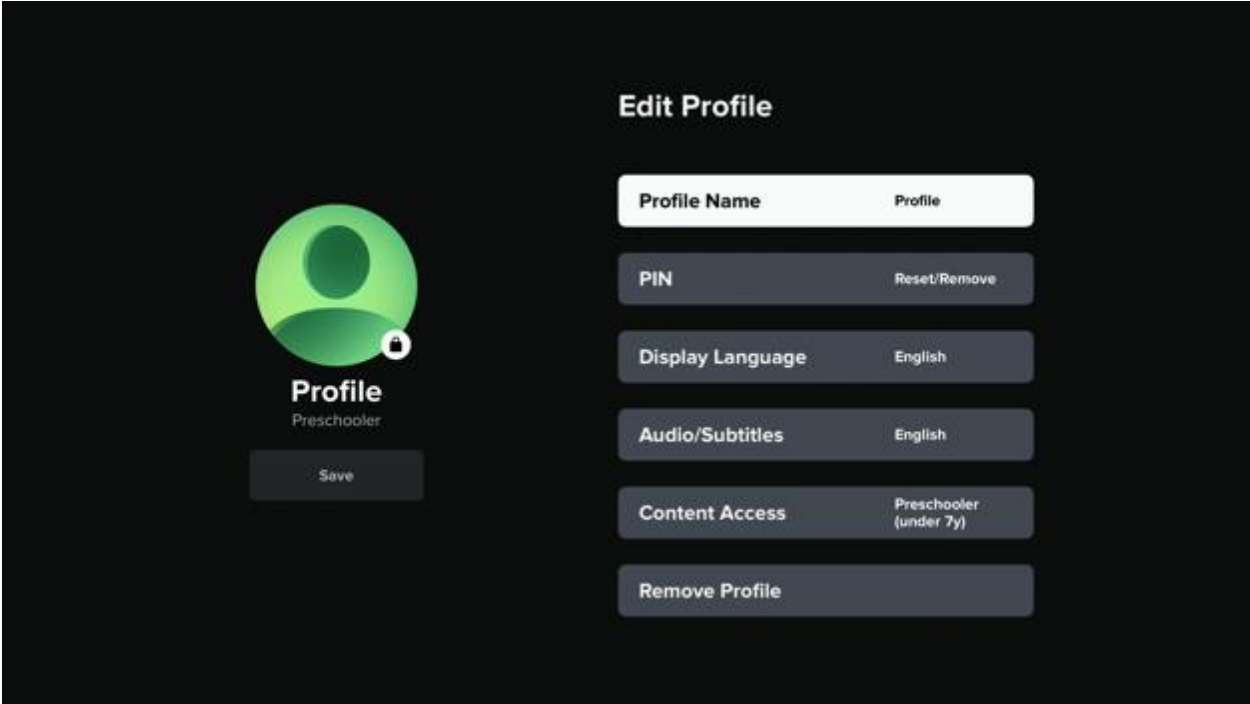 Edit Profile
Profile Name Profile
PIN Reset/Remove
Display Language English
Audio/Subtitles English
Content Access Preschooler
(under 7y)
Remove Profile
Profile
Preschooler
Save